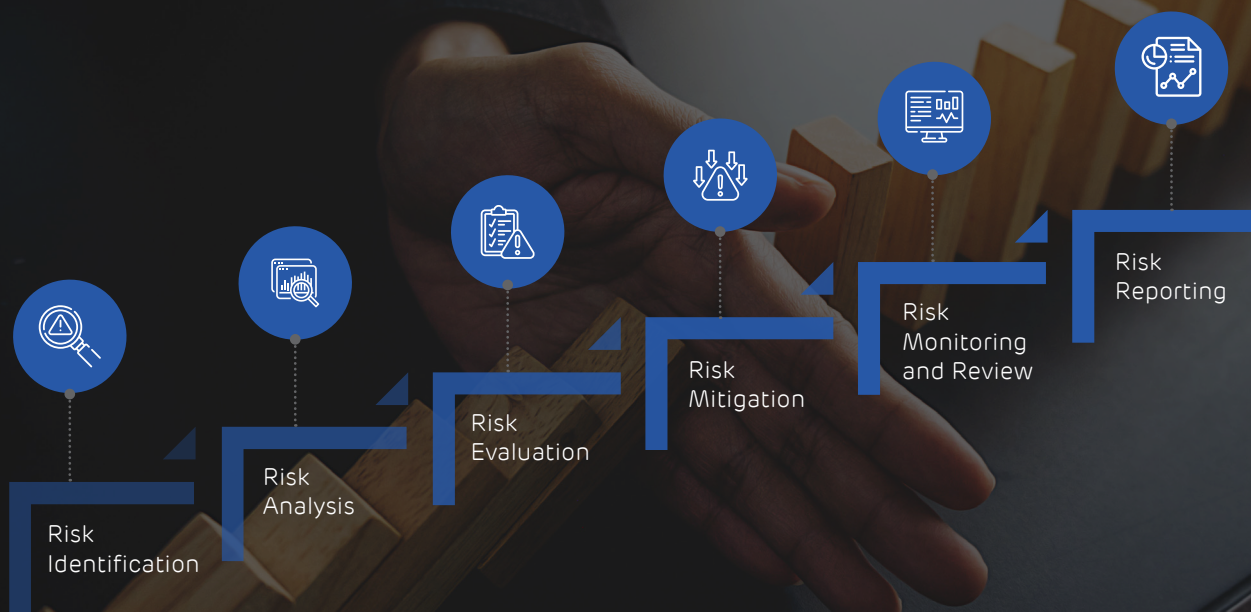 Risk
Identification
Risk
Analysis
Risk
Evaluation
Risk
Mitigation
Risk
Monitoring
and Review
Risk
Reporting